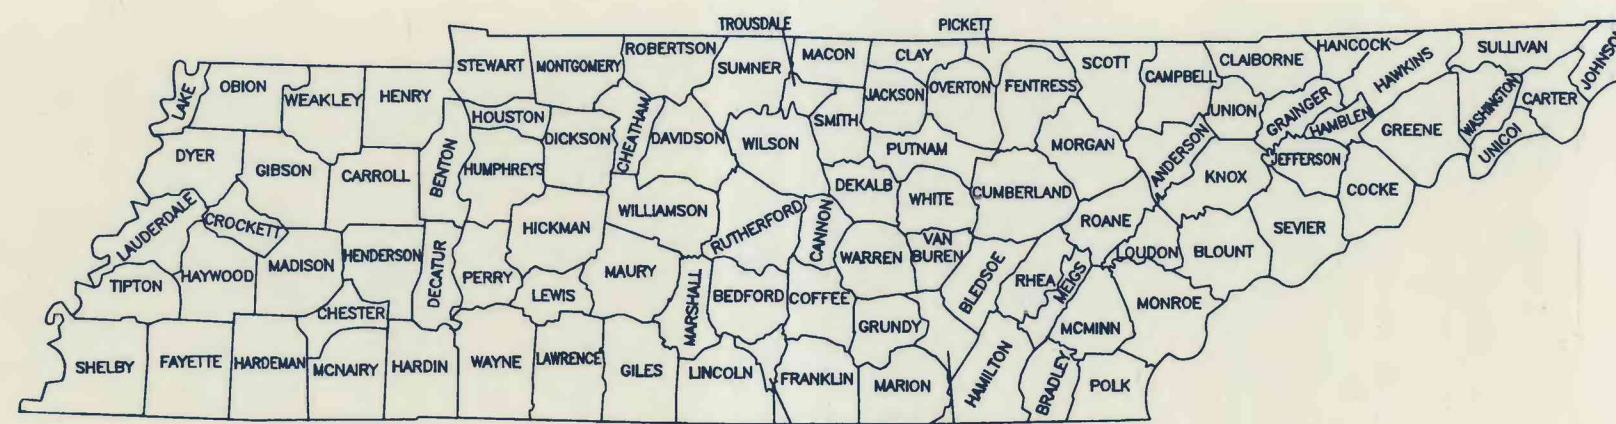 TROUSDALE
PICKETT
STEWART
MONTGOMERY
ROBERTSON
SUMNER
MACON
CLAY
SCOTT
CAMPBELL
CLAIBORNE
HANCOCK
HAWKINS
SULLIVAN
JOHNSON
LAKE
OBION
WEAKLEY
HENRY
HOUSTON
DICKSON
CHEATHAM
DAVIDSON
WILSON
SMITH
JACKSON
OVERTON
FENTRESS
MORGAN
ANDERSON
UNION
GRAINGER
HAMBLEN
GREENE
WASHINGTON
UNICOI
CARTER
DYER
GIBSON
CARROLL
BENTON
HUMPHREYS
PUTNAM
JEFFERSON
KNOX
COCKE
LAUDERDALE
CROCKETT
HICKMAN
WILLIAMSON
RUTHERFORD
CANNON
DEKALB
WHITE
CUMBERLAND
ROANE
LOUDON
BLOUNT
SEVIER
TIPTON
HAYWOOD
MADISON
HENDERSON
DECATUR
PERRY
LEWIS
MAURY
MARSHALL
BEDFORD
COFFEE
WARREN
VAN
BUREN
BLEDSOE
RHEA
MEIGS
MONROE
CHESTER
GRUNDY
MCMINN
SHELBY
FAYETTE
HARDEMAN
MCNAIRY
HARDIN
WAYNE
LAWRENCE
GILES
LINCOLN
FRANKLIN
MARION
HAMILTON
BRADLEY
POLK